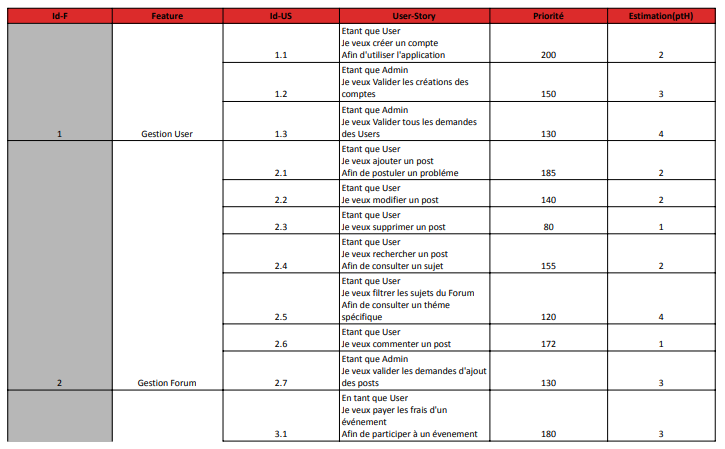 Id-F Feature Id-US User-Story Priorité Estimation(ptH)
Etant que User
Je veux créer un compte
Afin d'utiliser l'application
1.1 200 2
Etant que Admin
Je veux Valider les créations des
comptes
1.2 150 3
Etant que Admin
Je veux Valider tous les demandes
des Users
1 Gestion User 1.3 130 4
Etant que User
Je veux ajouter un post
Afin de postuler un probléme
2.1 185 2
Etant que User
Je veux modifier un post
2.2 140 2
Etant que User
Je veux supprimer un post
2.3 80 1
Etant que User
Je veux rechercher un post
Afin de consulter un sujet
2.4 155 2
Etant que User
Je veux filtrer les sujets du Forum
Afin de consulter un théme
spécifique
2.5 120 4
Etant que User
Je veux commenter un post
2.6 172 1
Etant que Admin
Je veux valider les demandes d'ajout
des posts
2 Gestion Forum 2.7 130 3
En tant que User
Je veux payer les frais d'un
événement
Afin de participer à un évenement
3.1 180 3